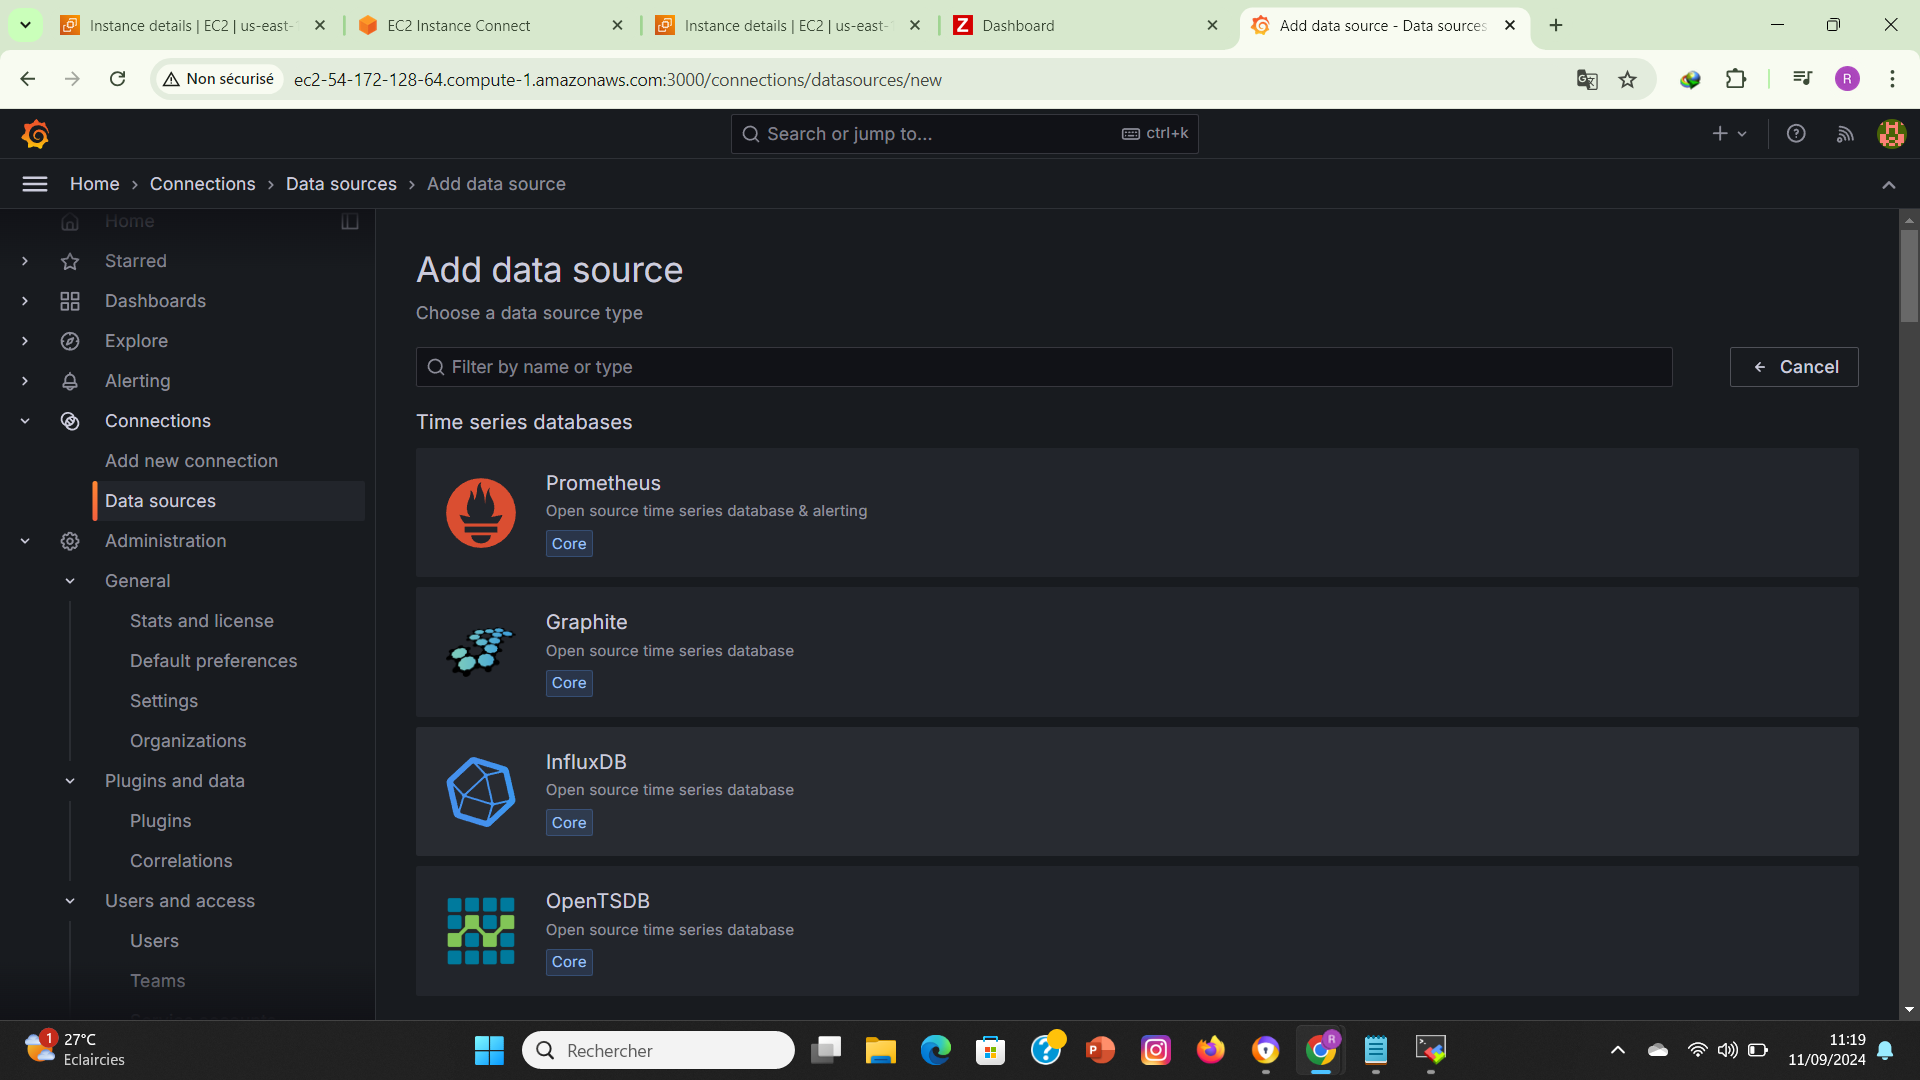 Instance details | EC2 | us-east-
EC2 Instance Connect
Instance details | EC2 | us-east-
Dashboard
Add data source - Data sources
Non sécurisé
ec2-54-172-128-64.compute-1.amazonaws.com:3000/connections/datasources/new
R
Search or jump to...
ctrl+k
Home › Connections › Data sources › Add data source
Home
Starred
Dashboards
Explore
Alerting
Connections
Add new connection
Data sources
Administration
General
Stats and license
Default preferences
Settings
Organizations
Plugins and data
Plugins
Correlations
Users and access
Users
Teams
Add data source
Choose a data source type
Filter by name or type
Cancel
Time series databases
Prometheus
Open source time series database & alerting
Core
Graphite
Open source time series database
Core
InfluxDB
Open source time series database
Core
OpenTSDB
Open source time series database
Core
1
27°C
Eclaircies
Rechercher
R
11:19
11/09/2024